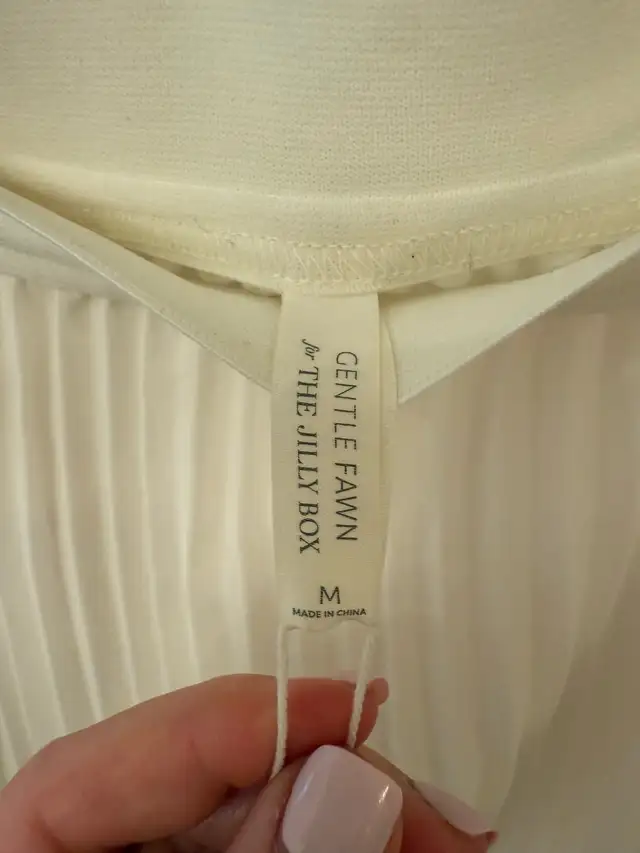 GENTLE FAWN
for THE JILLY BOX
M
MADE IN CHINA